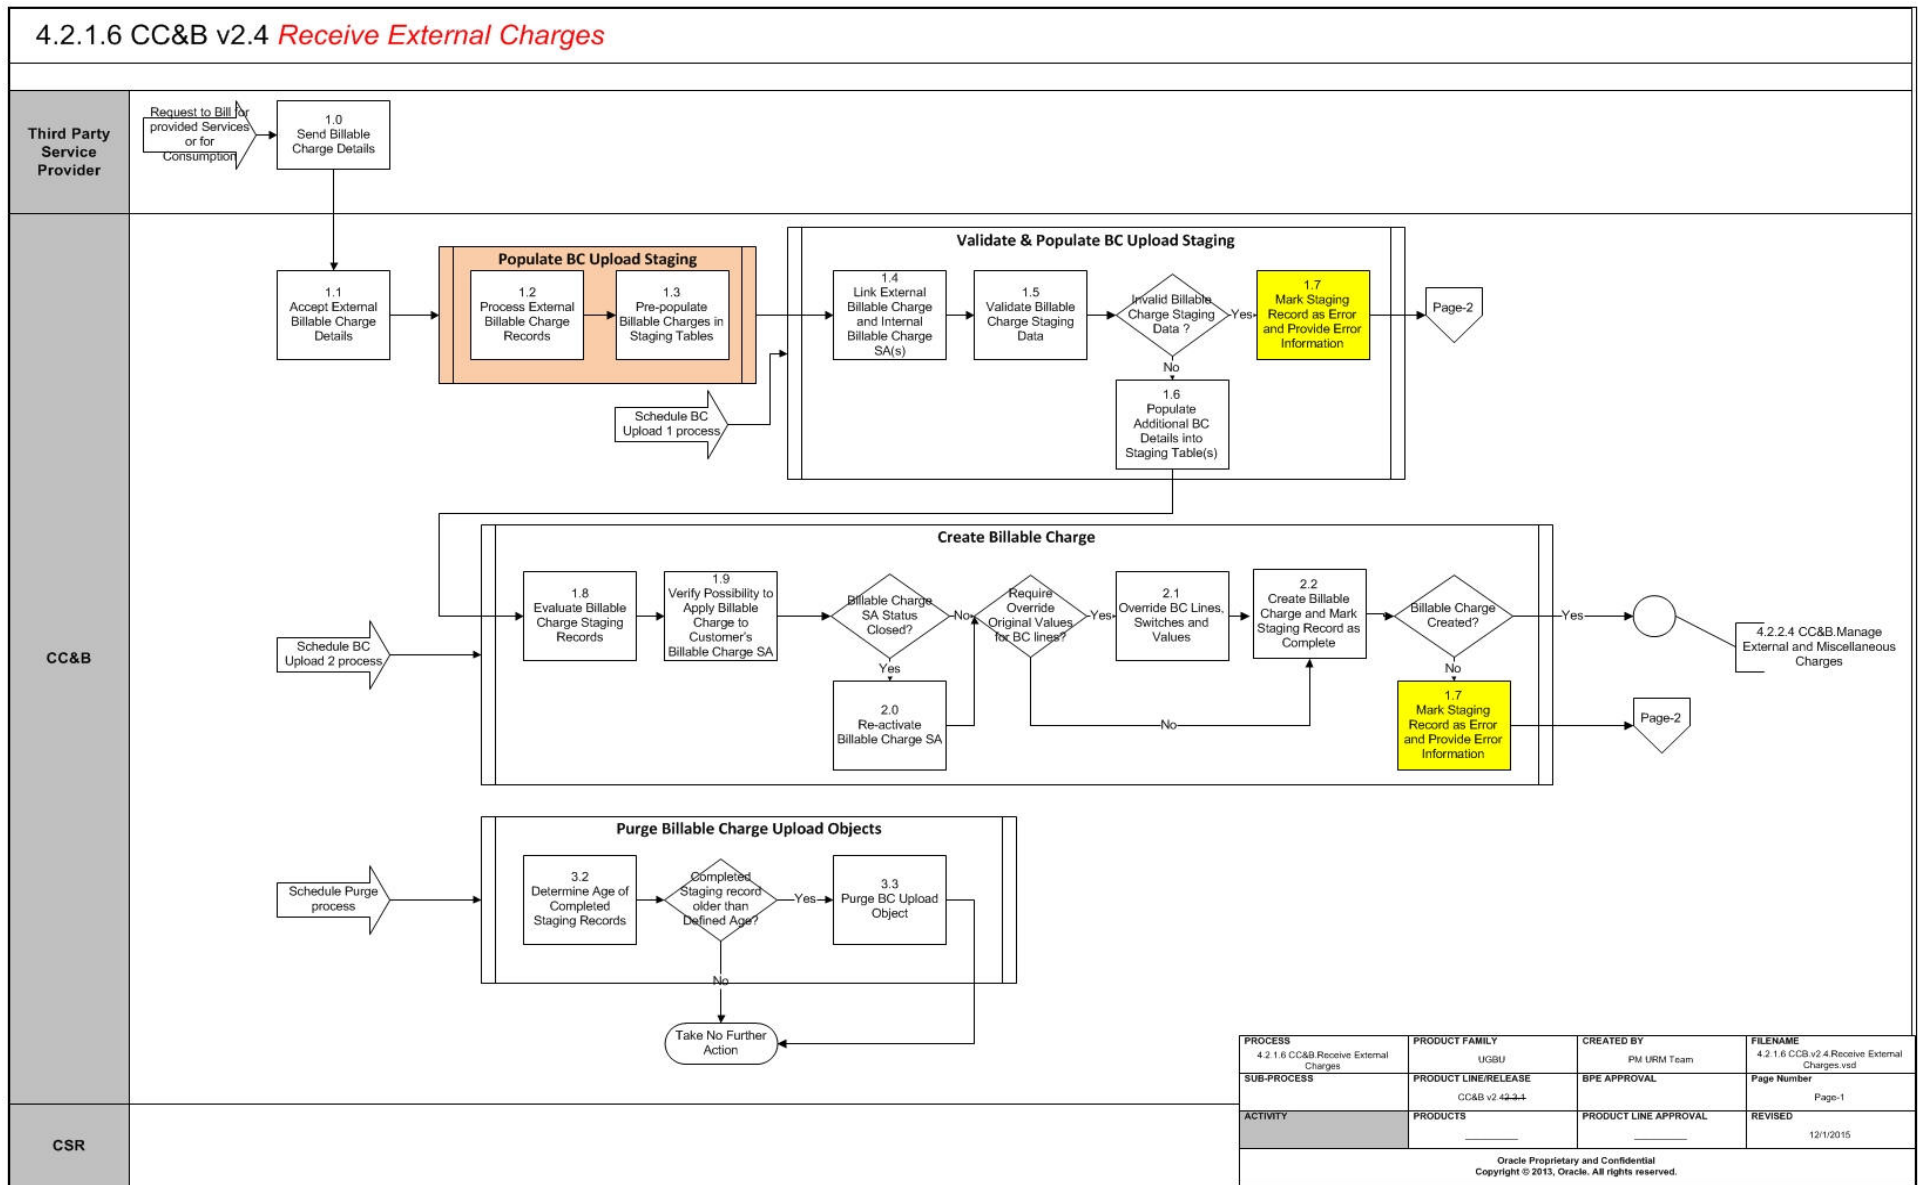 4.2.1.6 CC&B v2.4 Receive External Charges
Third Party
Service
Provider
Request to Bill for
provided Services
or for
Consumption
1.0
Send Billable
Charge Details
CC&B
1.1
Accept External
Billable Charge
Details
Populate BC Upload Staging
1.2
Process External
Billable Charge
Records
1.3
Pre-populate
Billable Charges in
Staging Tables
Schedule BC
Upload 1 process
Validate & Populate BC Upload Staging
1.4
Link External
Billable Charge
and Internal
Billable Charge
SA(s)
1.5
Validate Billable
Charge Staging
Data
Invalid Billable
Charge Staging
Data ?
Yes
1.7
Mark Staging
Record as Error
and Provide Error
Information
Page-2
No
1.6
Populate
Additional BC
Details into
Staging Table(s)
Create Billable Charge
Schedule BC
Upload 2 process
1.8
Evaluate Billable
Charge Staging
Records
1.9
Verify Possibility to
Apply Billable
Charge to
Customer's
Billable Charge SA
Billable Charge
SA Status
Closed?
No
Yes
2.0
Re-activate
Billable Charge SA
Require
Override
Original Values
for BC lines?
Yes
No
2.1
Override BC Lines,
Switches and
Values
2.2
Create Billable
Charge and Mark
Staging Record as
Complete
Billable Charge
Created?
Yes
4.2.2.4 CC&B.Manage
External and Miscellaneous
Charges
No
1.7
Mark Staging
Record as Error
and Provide Error
Information
Page-2
Purge Billable Charge Upload Objects
Schedule Purge
process
3.2
Determine Age of
Completed
Staging Records
Completed
Staging record
older than
Defined Age?
Yes
3.3
Purge BC Upload
Object
No
Take No Further
Action
CSR
PROCESS
4.2.1.6 CC&B.Receive External
Charges
PRODUCT FAMILY
UGBU
CREATED BY
PM URM Team
FILENAME
4.2.1.6 CCB.v2.4.Receive External
Charges.vsd
SUB-PROCESS
PRODUCT LINE/RELEASE
CC&B v2.42.3.1
BPE APPROVAL
Page Number
Page-1
ACTIVITY
PRODUCTS
PRODUCT LINE APPROVAL
REVISED
12/1/2015
Oracle Proprietary and Confidential
Copyright © 2013, Oracle. All rights reserved.